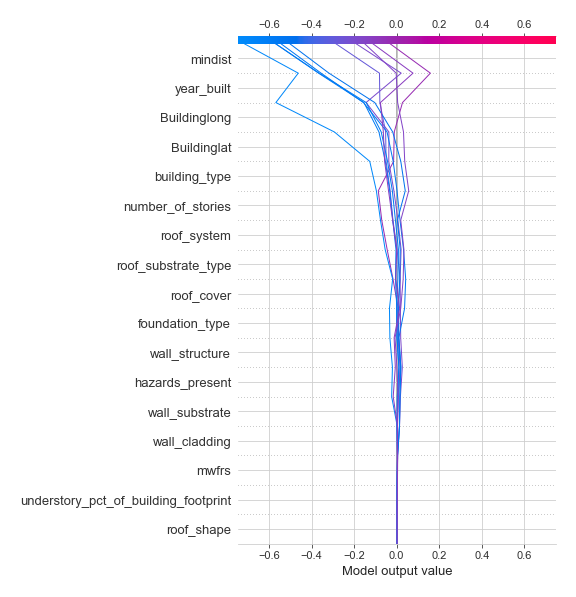 −0.6 −0.4 −0.2 0.0 0.2 0.4 0.6
mindist
year_built
Buildinglong
Buildinglat
building_type
number_of_stories
roof_system
roof_substrate_type
roof_cover
foundation_type
wall_structure
hazards_present
wall_substrate
wall_cladding
mwfrs
understory_pct_of_building_footprint
roof_shape
−0.6 −0.4 −0.2 0.0 0.2 0.4 0.6
Model output value